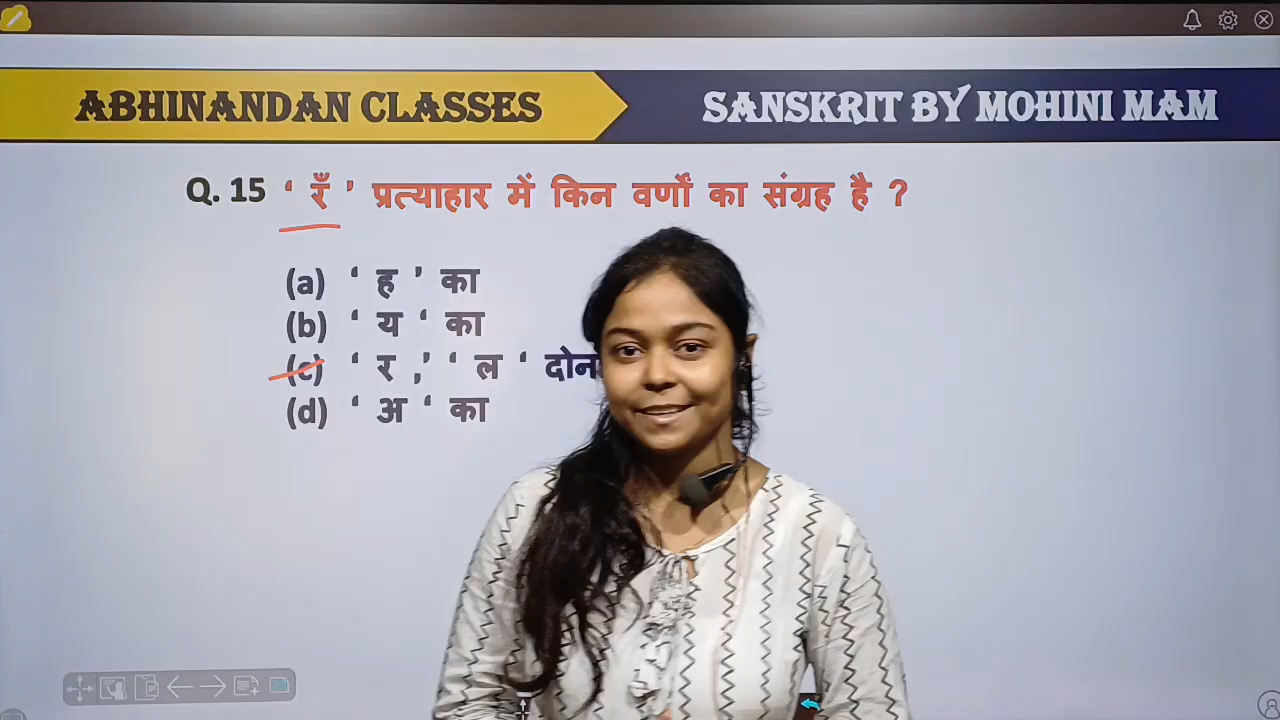 ABHINANDAN CLASSES
SANSKRIT BY MOHINI MAM
Q. 15 ‘ रँ ’ प्रत्याहार में किन वर्णों का संग्रह है ?
(a) ‘ ह ’ का
(b) ‘ य ‘ का
(c) ‘ र ,’ ‘ ल ‘
(d) ‘ अ ‘ का